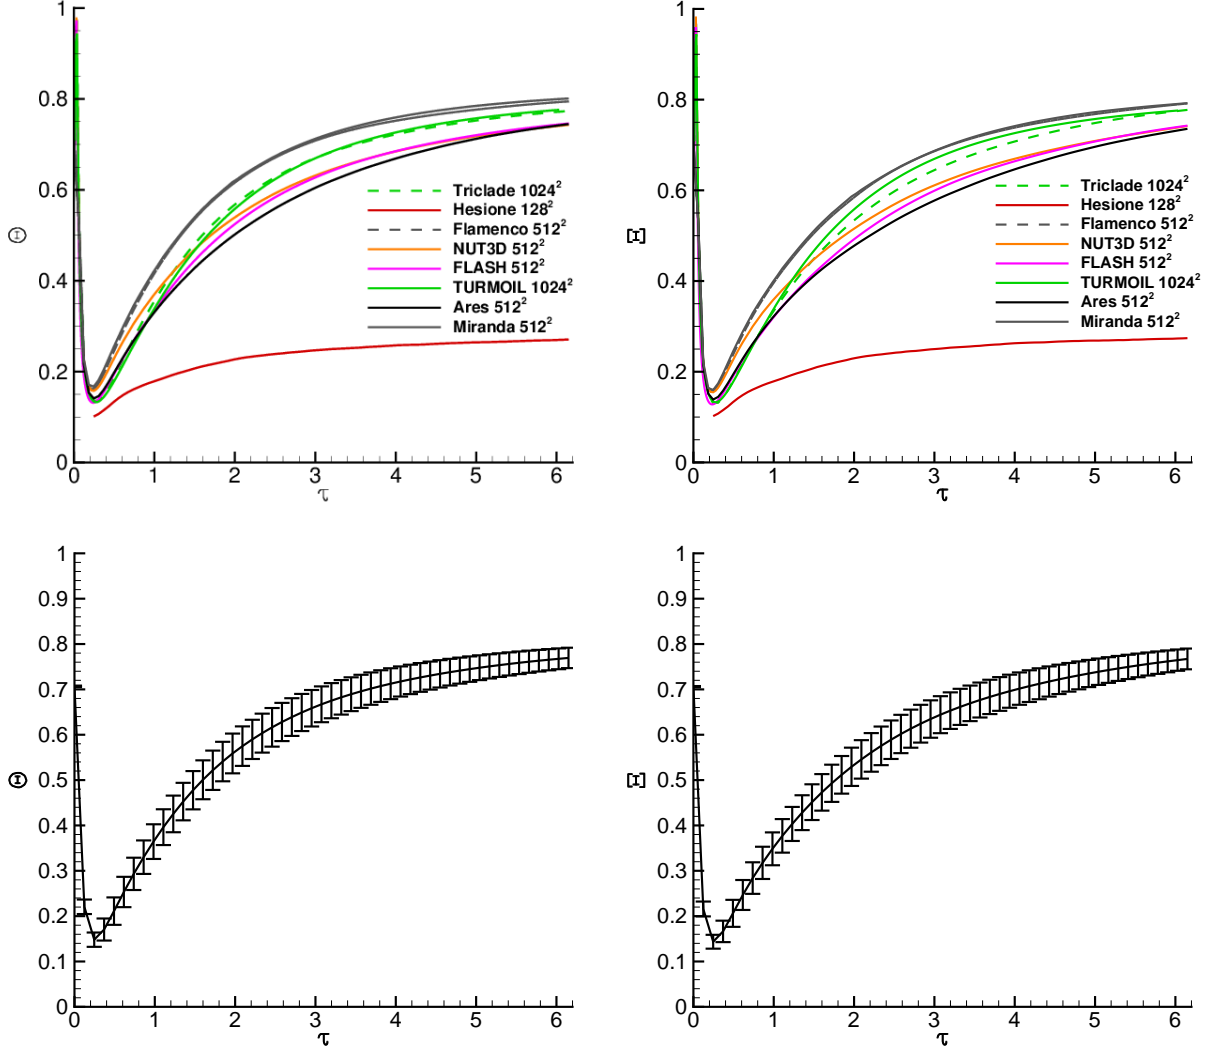 1
0.8
0.6
0.4
0.2
0
Θ
0 1 2 3 4 5 6
τ
Triclade 1024²
Hesione 128²
Flamenco 512²
NUT3D 512²
FLASH 512²
TURMOIL 1024²
Ares 512²
Miranda 512²
1
0.8
0.6
0.4
0.2
0
Ξ
0 1 2 3 4 5 6
τ
Triclade 1024²
Hesione 128²
Flamenco 512²
NUT3D 512²
FLASH 512²
TURMOIL 1024²
Ares 512²
Miranda 512²
1
0.9
0.8
0.7
0.6
0.5
0.4
0.3
0.2
0.1
0
Θ
0 1 2 3 4 5 6
τ
1
0.9
0.8
0.7
0.6
0.5
0.4
0.3
0.2
0.1
0
Ξ
0 1 2 3 4 5 6
τ